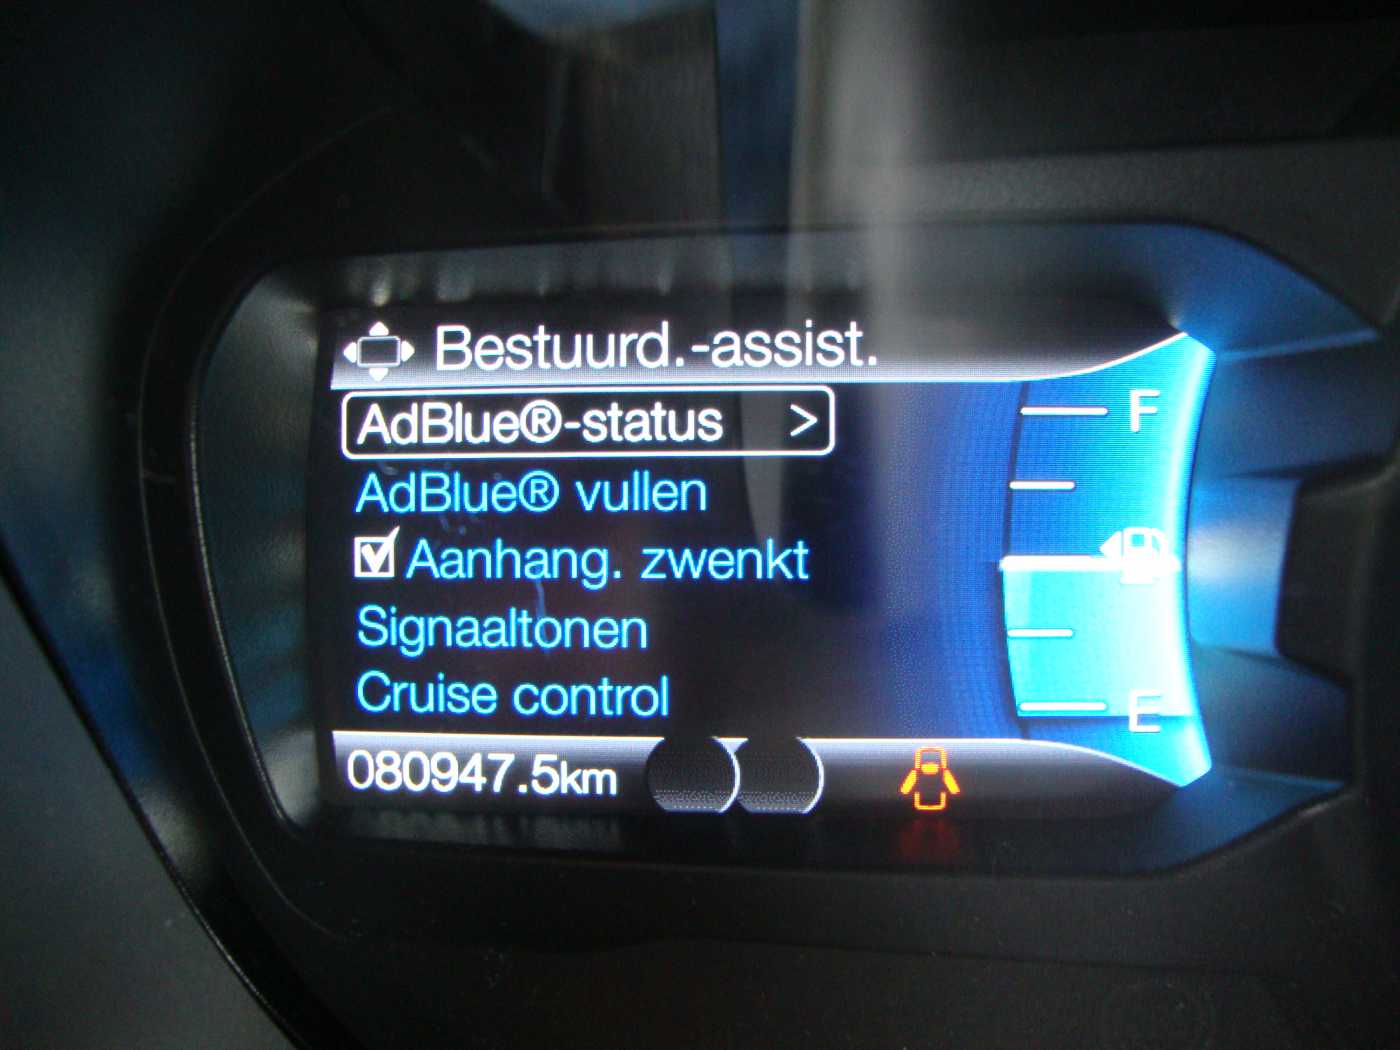 Bestuurd.-assist.
AdBlue®-status >
AdBlue® vullen
Aanhang. zwenkt
Signaaltonen
Cruise control
080947.5km
F
E